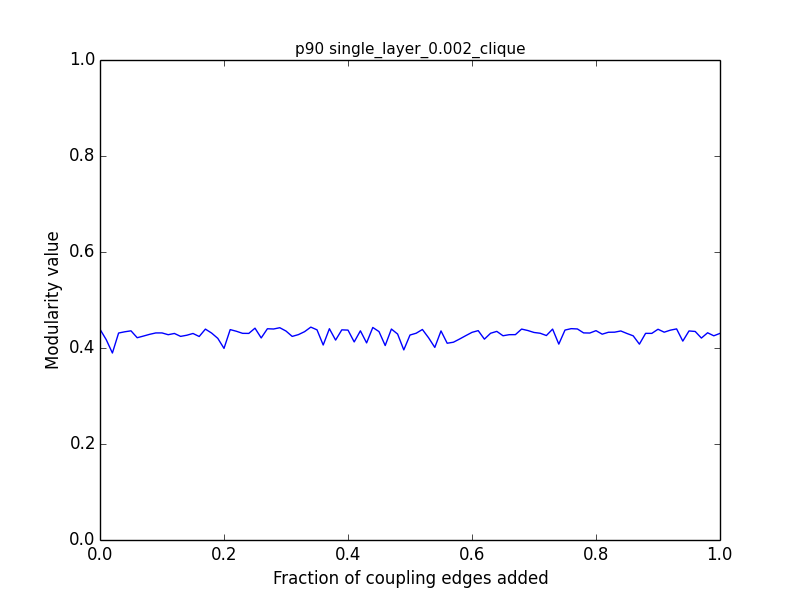 p90 single_layer_0.002_clique
1.0
0.8
0.6
0.4
0.2
0.0
Modularity value
0.0 0.2 0.4 0.6 0.8 1.0
Fraction of coupling edges added